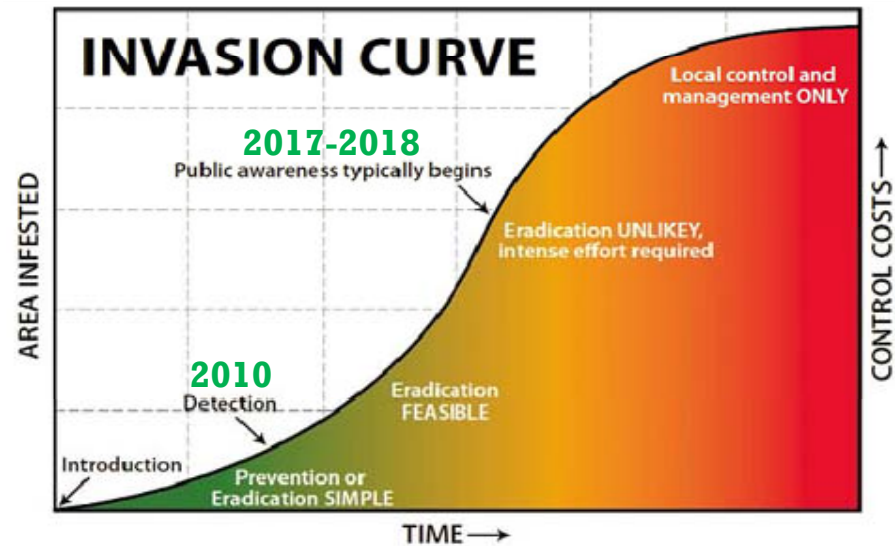 INVASION CURVE
Local control and
management ONLY
2017-2018
Public awareness typically begins
Eradication UNLIKEY,
intense effort required
2010
Detection
Eradication
FEASIBLE
Introduction
Prevention or
Eradication SIMPLE
AREA INFESTED
CONTROL COSTS
TIME